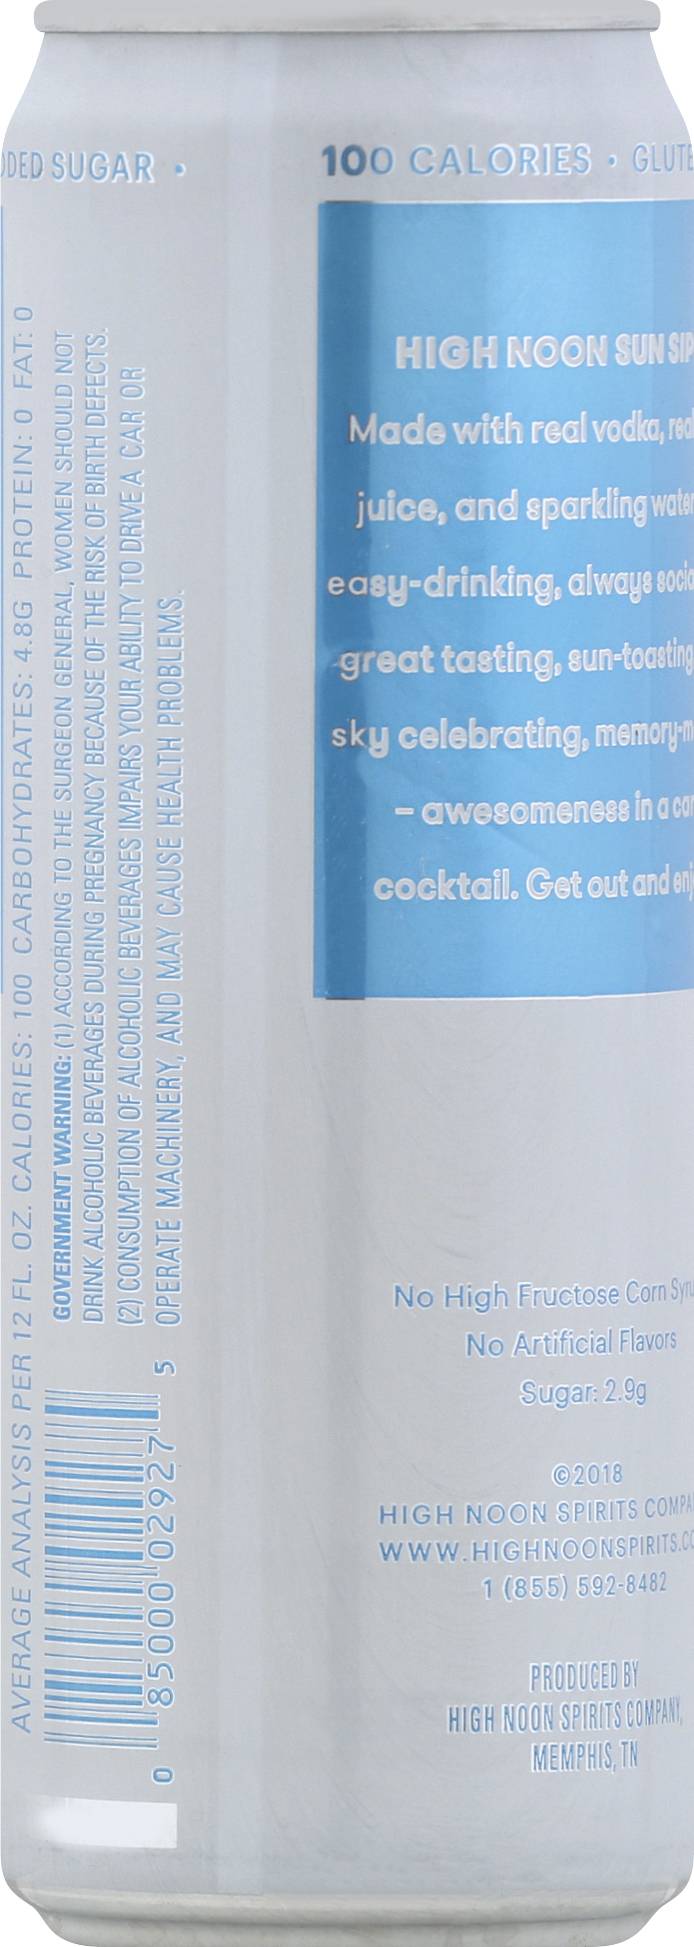 DDED SUGAR •
100 CALORIES • GLUTE
AVERAGE ANALYSIS PER 12 FL. OZ. CALORIES: 100 CARBOHYDRATES: 4.8G PROTEIN: 0 FAT: 0
GOVERNMENT WARNING: (1) ACCORDING TO THE SURGEON GENERAL, WOMEN SHOULD NOT
DRINK ALCOHOLIC BEVERAGES DURING PREGNANCY BECAUSE OF THE RISK OF BIRTH DEFECTS.
(2) CONSUMPTION OF ALCOHOLIC BEVERAGES IMPAIRS YOUR ABILITY TO DRIVE A CAR OR
OPERATE MACHINERY, AND MAY CAUSE HEALTH PROBLEMS.
0 85000 02927 5
HIGH NOON SUN SIP
Made with real vodka, real
juice, and sparkling water
easy-drinking, always socia
great tasting, sun-toasting
sky celebrating, memory-m
– awesomeness in a can
cocktail. Get out and enj
No High Fructose Corn Syru
No Artificial Flavors
Sugar: 2.9g
©2018
HIGH NOON SPIRITS COMPA
WWW.HIGHNOONSPIRITS.CO
1 (855) 592-8482
PRODUCED BY
HIGH NOON SPIRITS COMPANY,
MEMPHIS, TN